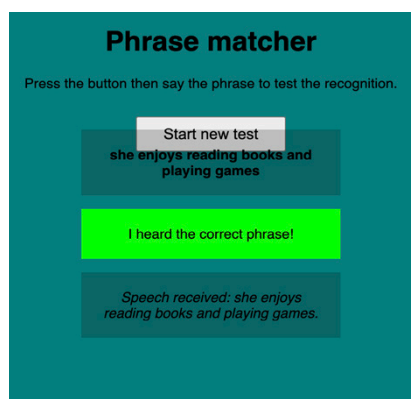 Phrase matcher
Press the button then say the phrase to test the recognition.
Start new test
she enjoys reading books and
playing games
I heard the correct phrase!
Speech received: she enjoys
reading books and playing games.